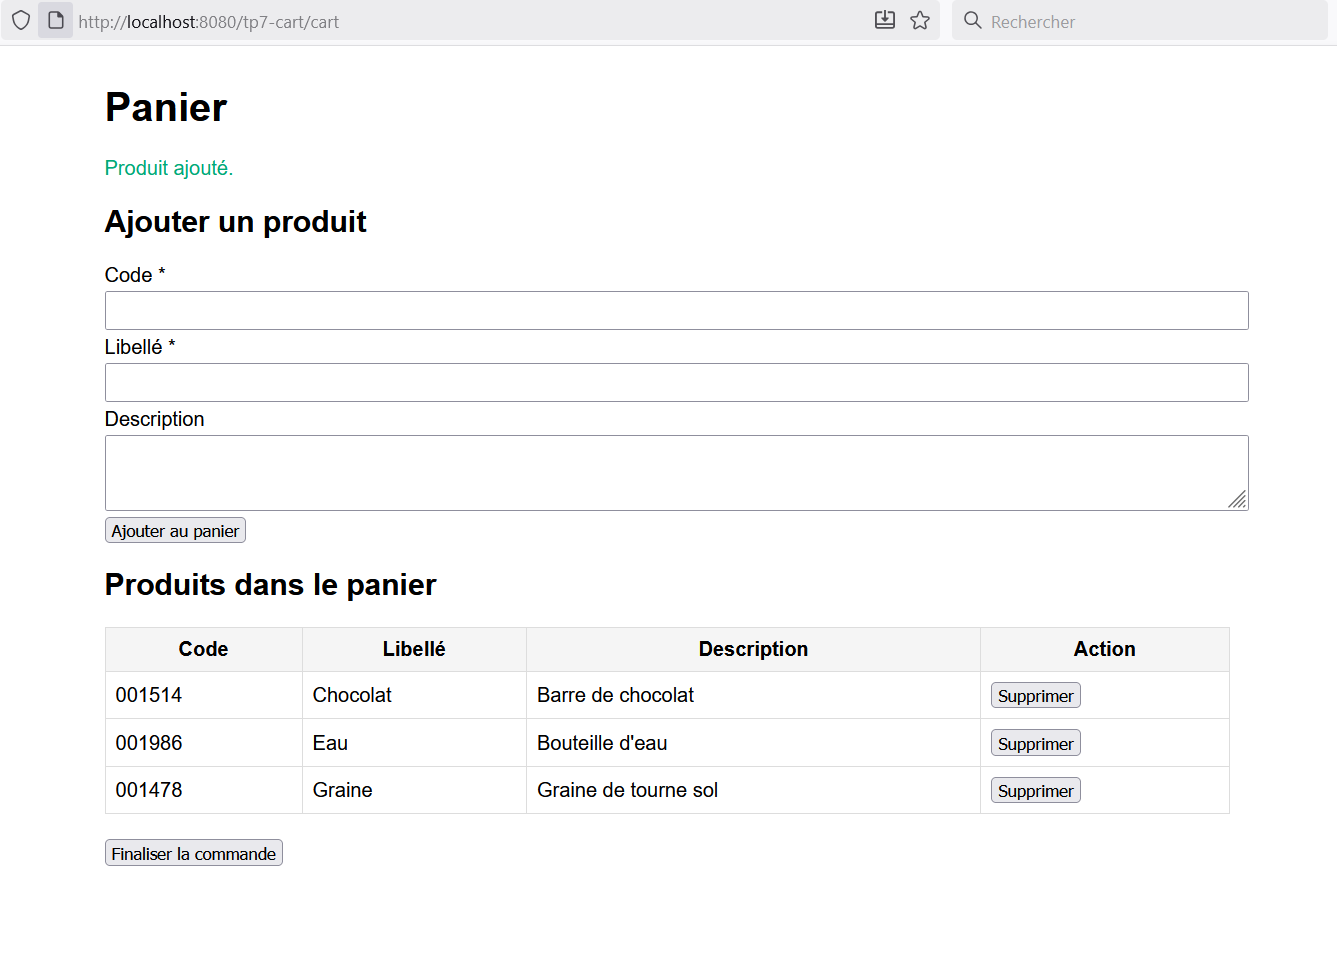 http://localhost:8080/tp7-cart/cart
Rechercher
Panier
Produit ajouté.
Ajouter un produit
Code *
Libellé *
Description
Ajouter au panier
Produits dans le panier
Code Libellé Description Action
001514 Chocolat Barre de chocolat Supprimer
001986 Eau Bouteille d'eau Supprimer
001478 Graine Graine de tourne sol Supprimer
Finaliser la commande